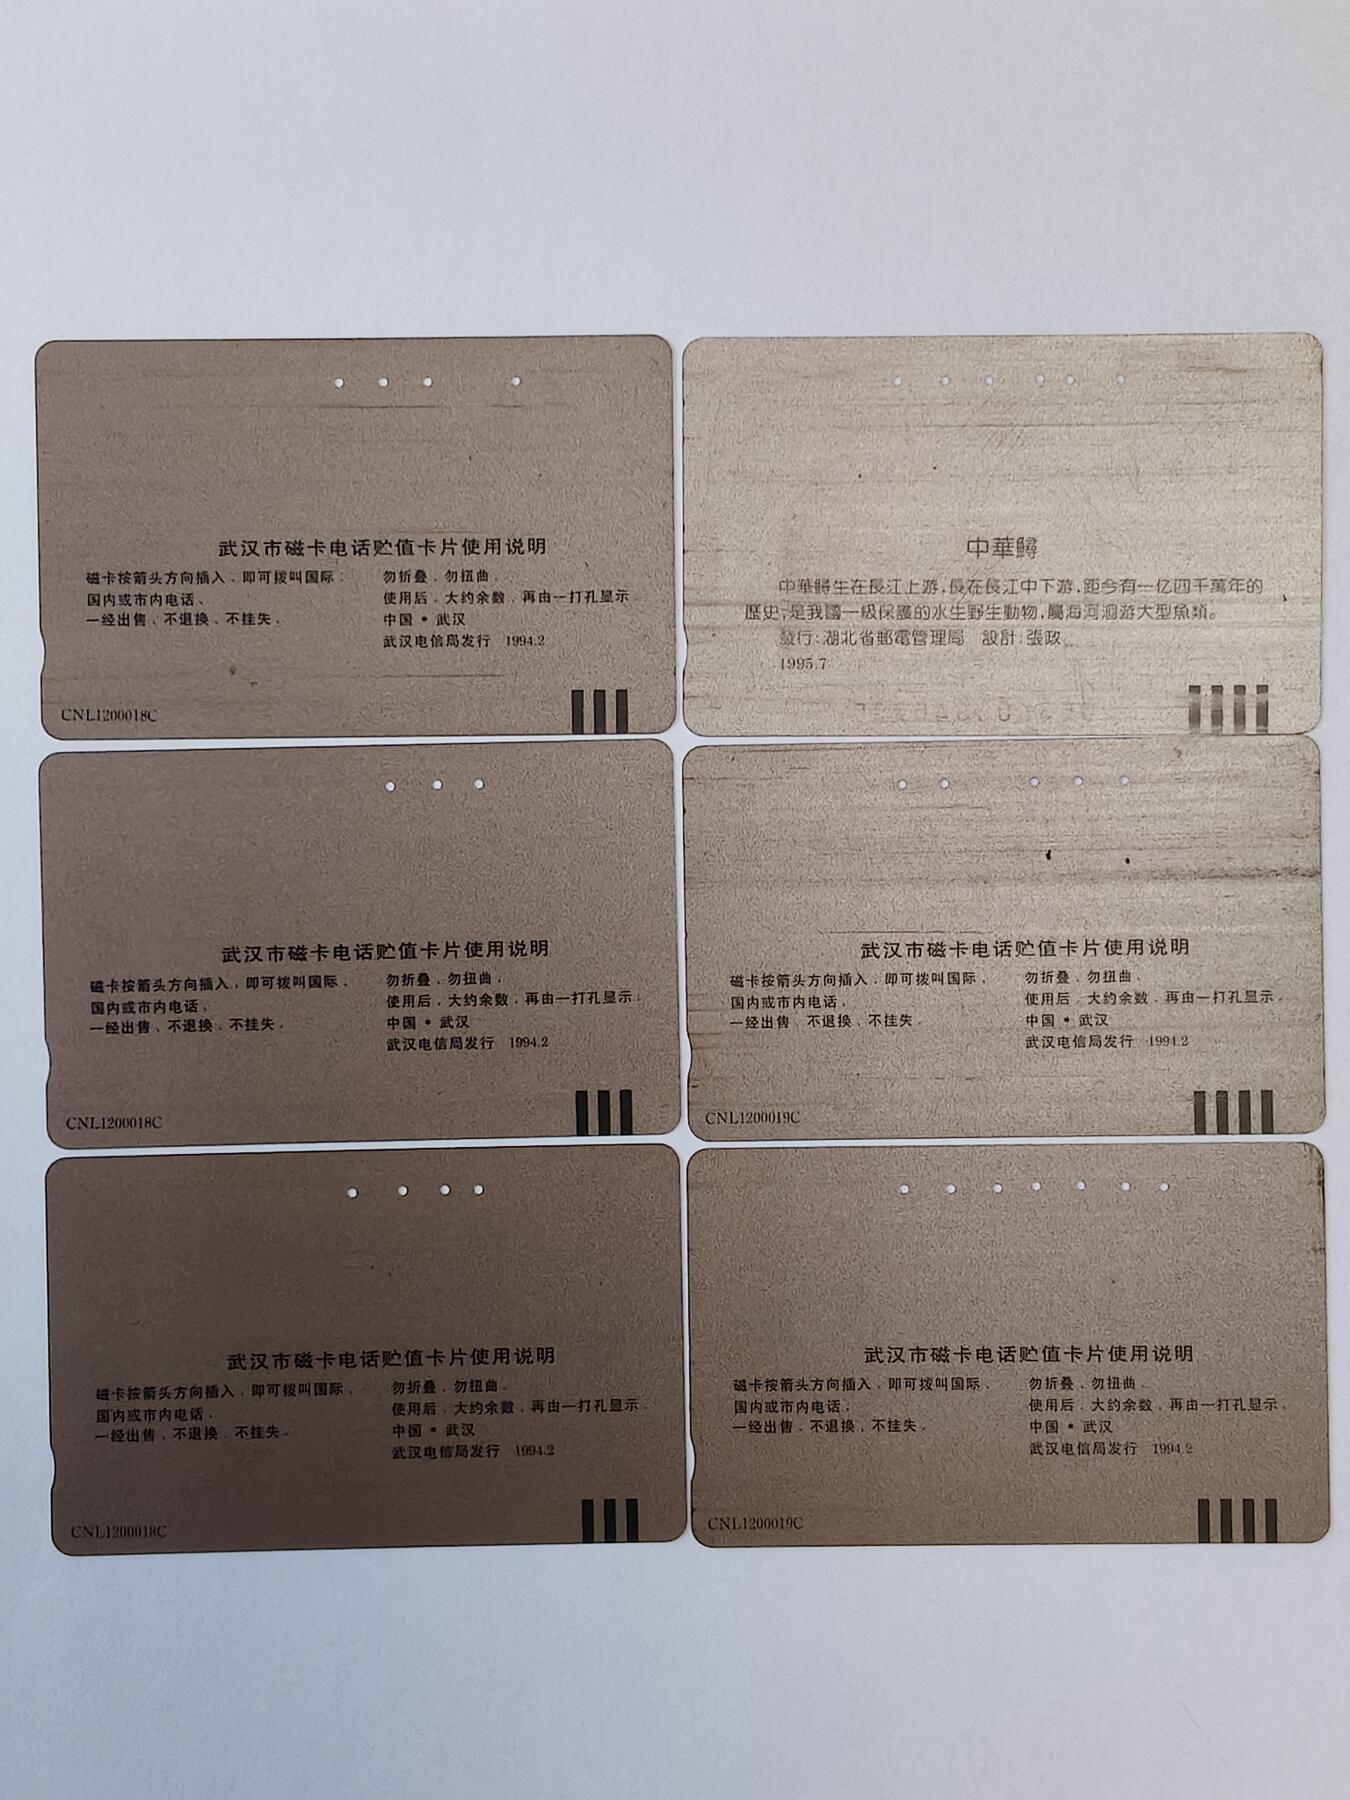 武汉市磁卡电话贮值卡片使用说明
磁卡按箭头方向插入、即可拨叫国际、
国内或市内电话、
一经出售、不退换、不挂失、
勿折叠、勿扭曲、
使用后、大约余数、再由一打孔显示、
中国•武汉
武汉电信局发行 1994.2
CNL1200018C
中華鱘
中華鱘生在長江上游,長在長江中下游,距今有一亿四千萬年的
歷史,是我國一級保護的水生野生動物,屬海河洄游大型魚類。
發行:湖北省郵電管理局 設計:張政
1995.7
武汉市磁卡电话贮值卡片使用说明
磁卡按箭头方向插入、即可拨叫国际、
国内或市内电话、
一经出售、不退换、不挂失、
勿折叠、勿扭曲、
使用后、大约余数、再由一打孔显示、
中国•武汉
武汉电信局发行 1994.2
CNL1200018C
武汉市磁卡电话贮值卡片使用说明
磁卡按箭头方向插入、即可拨叫国际、
国内或市内电话、
一经出售、不退换、不挂失、
勿折叠、勿扭曲、
使用后、大约余数、再由一打孔显示、
中国•武汉
武汉电信局发行 1994.2
CNL1200019C
武汉市磁卡电话贮值卡片使用说明
磁卡按箭头方向插入、即可拨叫国际、
国内或市内电话、
一经出售、不退换、不挂失、
勿折叠、勿扭曲、
使用后、大约余数、再由一打孔显示、
中国•武汉
武汉电信局发行 1994.2
CNL1200018C
武汉市磁卡电话贮值卡片使用说明
磁卡按箭头方向插入、即可拨叫国际、
国内或市内电话、
一经出售、不退换、不挂失、
勿折叠、勿扭曲、
使用后、大约余数、再由一打孔显示、
中国•武汉
武汉电信局发行 1994.2
CNL1200019C